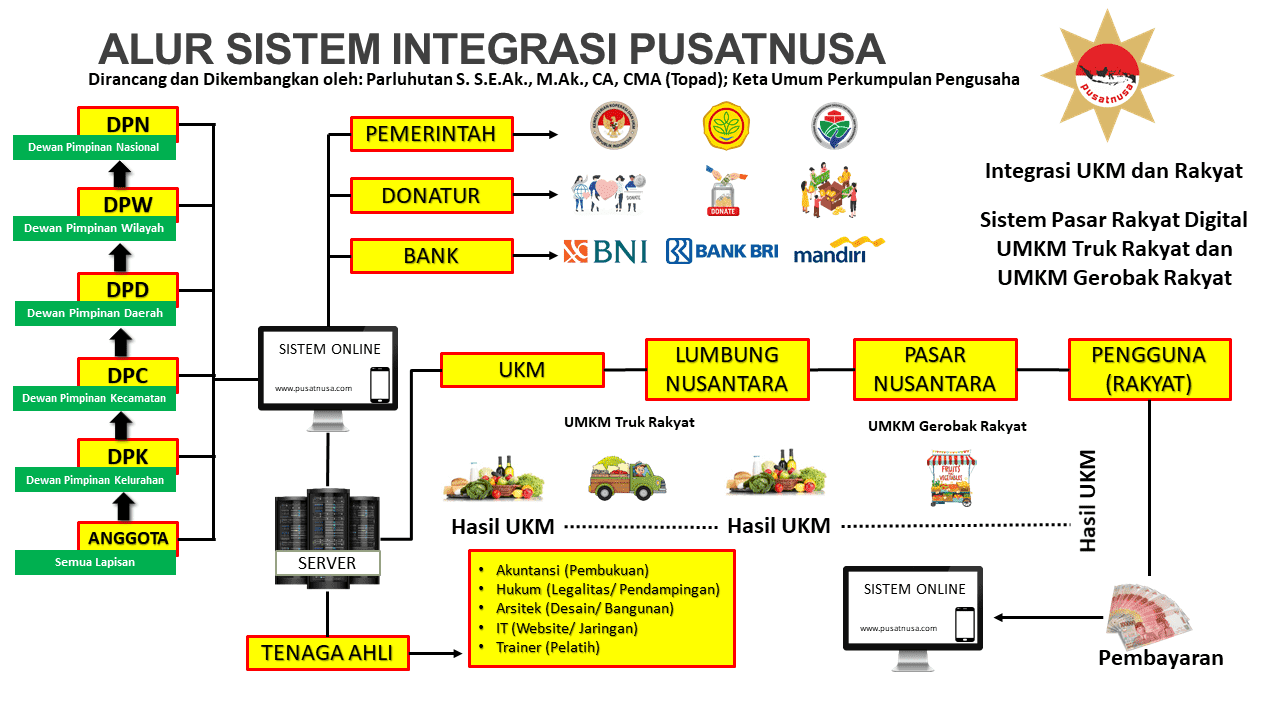 ALUR SISTEM INTEGRASI PUSATNUSA
Dirancang dan Dikembangkan oleh: Parluhutan S. S.E.Ak., M.Ak., CA, CMA (Topad); Keta Umum Perkumpulan Pengusaha
pusatnusa
Integrasi UKM dan Rakyat
Sistem Pasar Rakyat Digital
UMKM Truk Rakyat dan
UMKM Gerobak Rakyat
DPN
Dewan Pimpinan Nasional
DPW
Dewan Pimpinan Wilayah
DPD
Dewan Pimpinan Daerah
DPC
Dewan Pimpinan Kecamatan
DPK
Dewan Pimpinan Kelurahan
ANGGOTA
Semua Lapisan
PEMERINTAH
DONATUR
DONATE
BANK
BNI
BANK BRI
mandiri
SISTEM ONLINE
www.pusatnusa.com
SERVER
TENAGA AHLI
• Akuntansi (Pembukuan)
• Hukum (Legalitas/ Pendampingan)
• Arsitek (Desain/ Bangunan)
• IT (Website/ Jaringan)
• Trainer (Pelatih)
UKM
LUMBUNG
NUSANTARA
PASAR
NUSANTARA
PENGGUNA
(RAKYAT)
UMKM Truk Rakyat
UMKM Gerobak Rakyat
FRUITS
VEGETABLES
Hasil UKM
Hasil UKM
Hasil UKM
SISTEM ONLINE
www.pusatnusa.com
Pembayaran